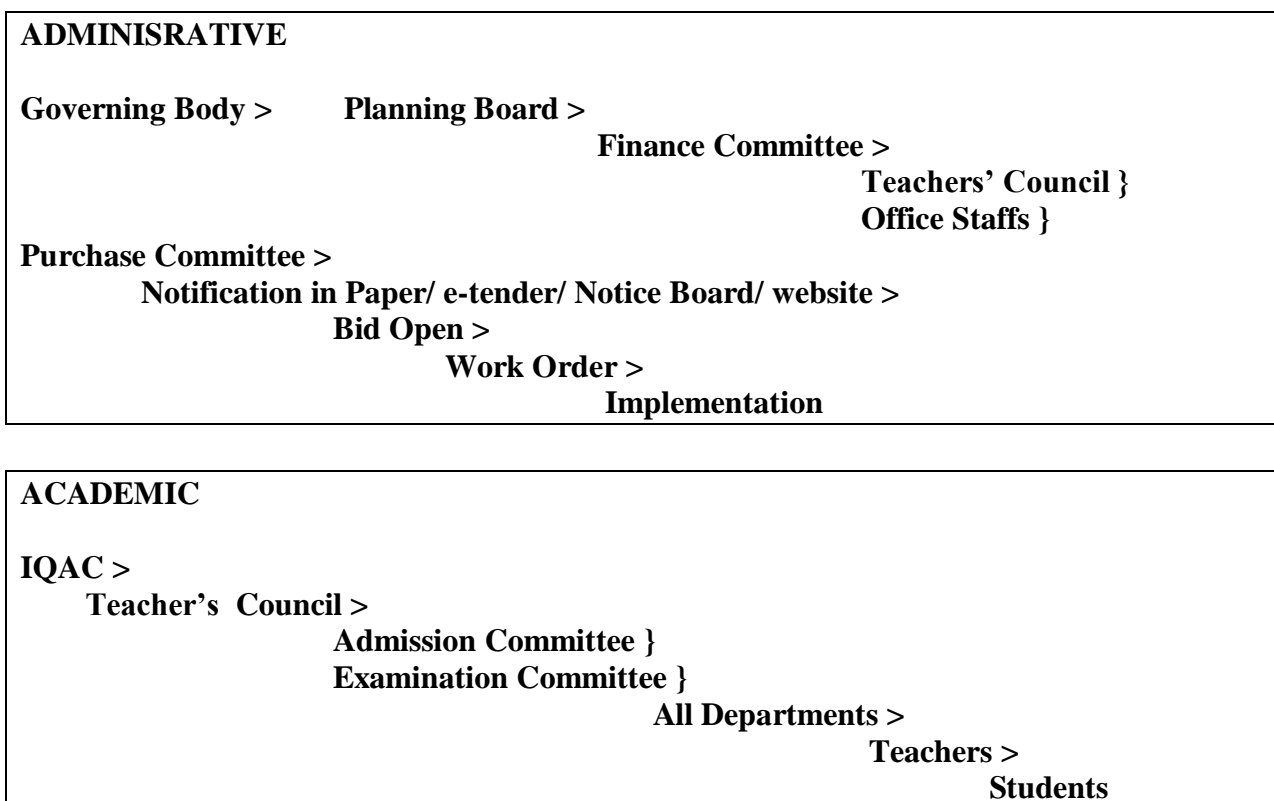 ADMINISRATIVE
Governing Body > Planning Board >
Finance Committee >
Teachers’ Council }
Office Staffs }
Purchase Committee >
Notification in Paper/ e-tender/ Notice Board/ website >
Bid Open >
Work Order >
Implementation
ACADEMIC
IQAC >
Teacher’s Council >
Admission Committee }
Examination Committee }
All Departments >
Teachers >
Students